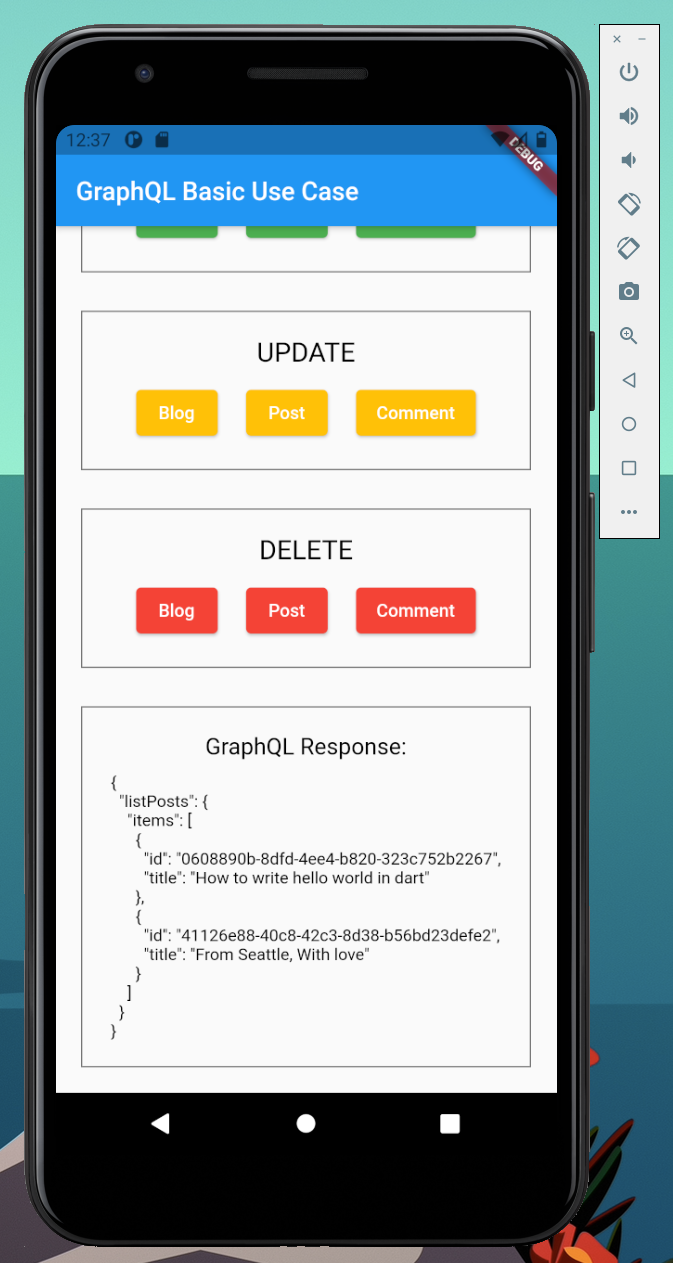 12:37
DEBUG
GraphQL Basic Use Case
UPDATE
Blog Post Comment
DELETE
Blog Post Comment
GraphQL Response:
{
"listPosts": {
"items": [
{
"id": "0608890b-8dfd-4ee4-b820-323c752b2267",
"title": "How to write hello world in dart"
},
{
"id": "41126e88-40c8-42c3-8d38-b56bd23defe2",
"title": "From Seattle, With love"
}
]
}
}